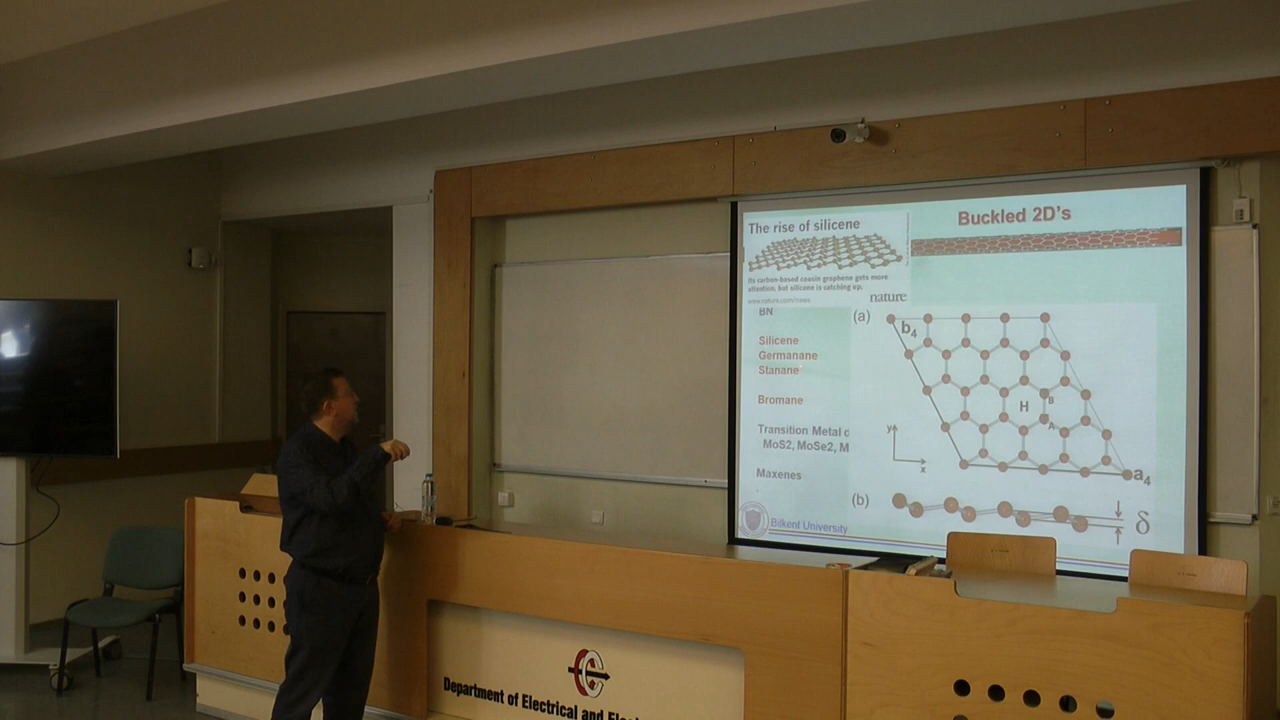 Buckled 2D's
The rise of silicene
Its carbon-based cousin graphene gets more
attention, but silicene is catching up.
www.nature.com/news
nature
BN
Silicene
Germanane
Stanane
Bromane
Transition Metal d
MoS2, MoSe2, M
Maxenes
(a)
b4
H
B
A
y
x
a4
(b)
δ
Bilkent University
Department of Electrical and Elec